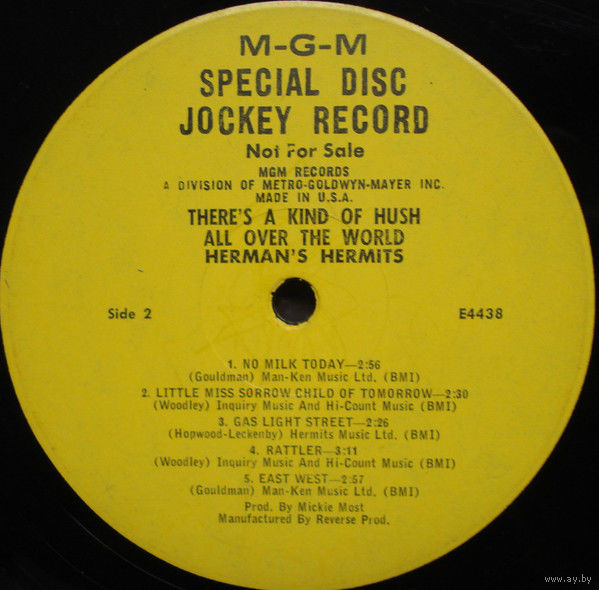 M-G-M
SPECIAL DISC
JOCKEY RECORD
Not For Sale
MGM RECORDS
A DIVISION OF METRO-GOLDWYN-MAYER INC.
MADE IN U.S.A.
THERE'S A KIND OF HUSH
ALL OVER THE WORLD
HERMAN'S HERMITS
Side 2
E4438
1. NO MILK TODAY—2:56
(Gouldman) Man-Ken Music Ltd. (BMI)
2. LITTLE MISS SORROW CHILD OF TOMORROW—2:30
(Woodley) Inquiry Music And Hi-Count Music (BMI)
3. GAS LIGHT STREET—2:26
(Hopwood-Leckenby) Hermits Music Ltd. (BMI)
4. RATTLER—3:11
(Woodley) Inquiry Music And Hi-Count Music (BMI)
5. EAST WEST—2:57
(Gouldman) Man-Ken Music Ltd. (BMI)
Prod. By Mickie Most
Manufactured By Reverse Prod.
www.ay.by